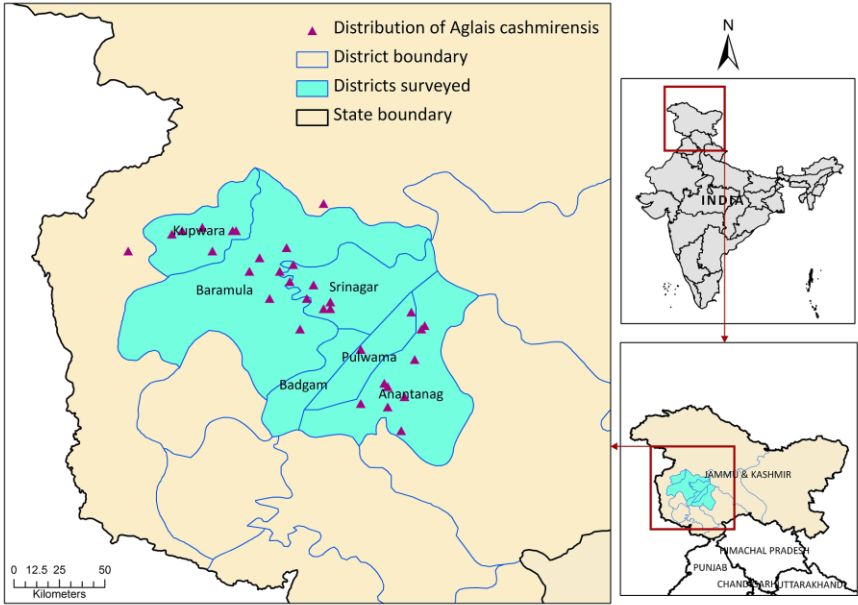 Distribution of Aglais cashmirensis
District boundary
Districts surveyed
State boundary
N
INDIA
Kupwara
Baramula
Srinagar
Pulwama
Badgam
Anantanag
JAMMU & KASHMIR
HIMACHAL PRADESH
PUNJAB
CHANDIGARH
UTTARAKHAND
0 12.5 25 50
Kilometers